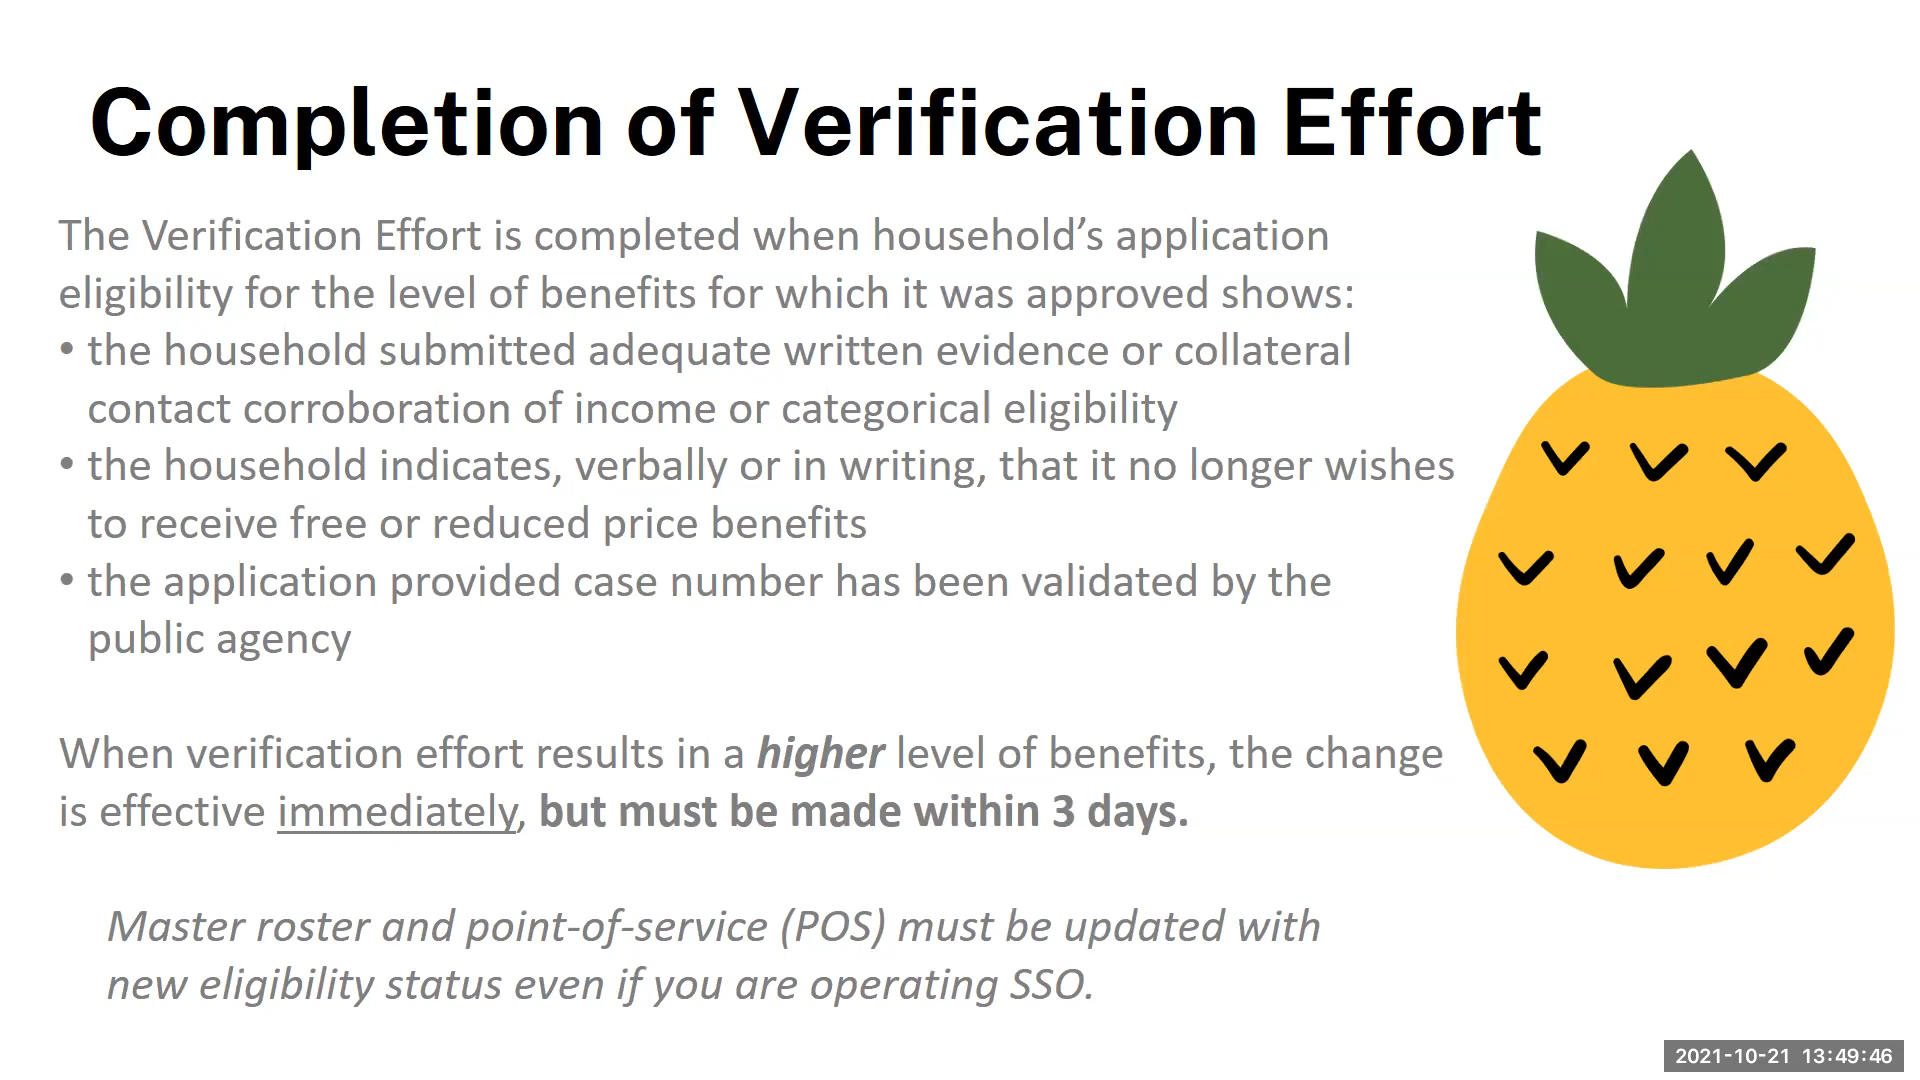 Completion of Verification Effort
The Verification Effort is completed when household’s application
eligibility for the level of benefits for which it was approved shows:
• the household submitted adequate written evidence or collateral
contact corroboration of income or categorical eligibility
• the household indicates, verbally or in writing, that it no longer wishes
to receive free or reduced price benefits
• the application provided case number has been validated by the
public agency
When verification effort results in a higher level of benefits, the change
is effective immediately, but must be made within 3 days.
Master roster and point-of-service (POS) must be updated with
new eligibility status even if you are operating SSO.
2021-10-21 13:49:46